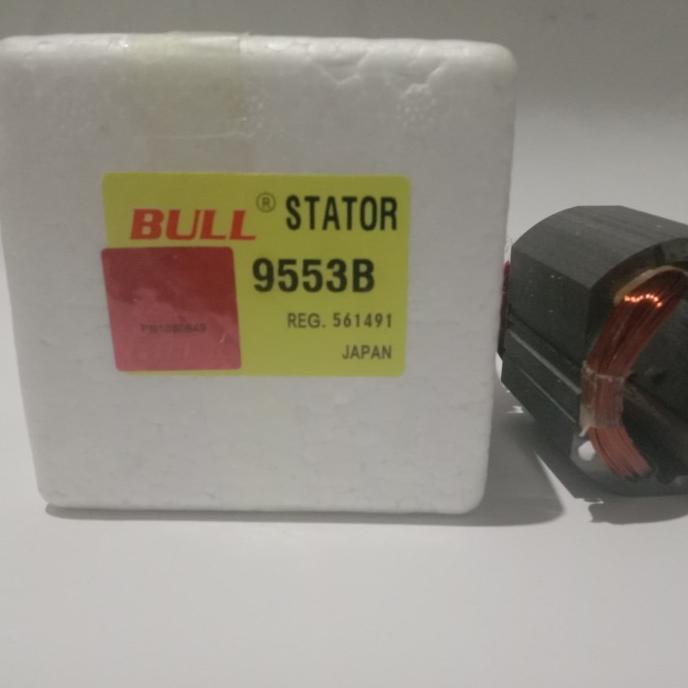 BULL® STATOR
9553B
REG. 561491
JAPAN